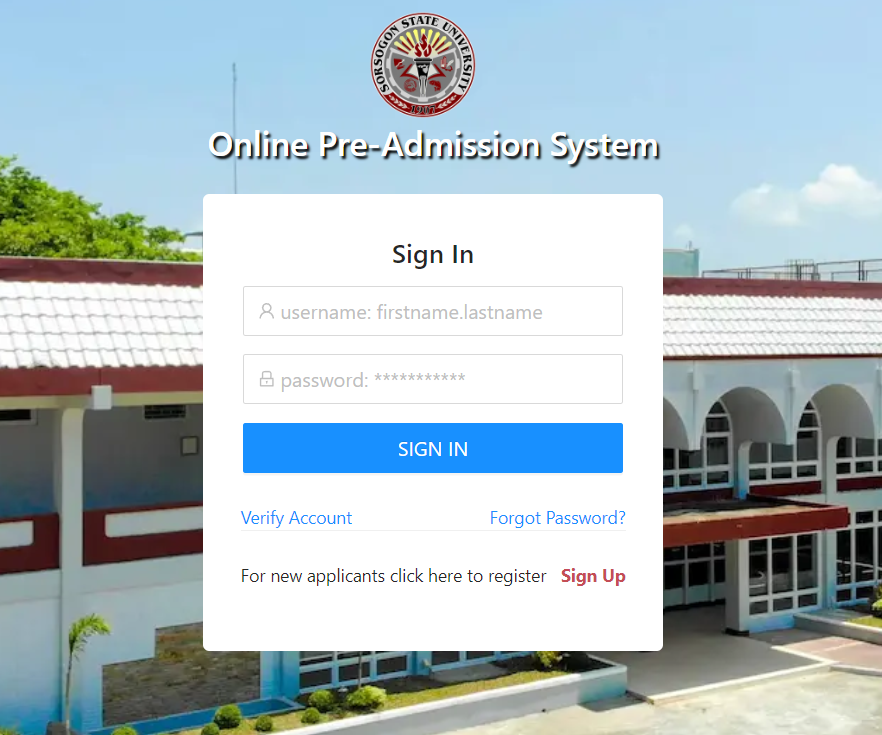 SORSOGON STATE UNIVERSITY
1907
Online Pre-Admission System
Sign In
username: firstname.lastname
password: ***********
SIGN IN
Verify Account Forgot Password?
For new applicants click here to register Sign Up